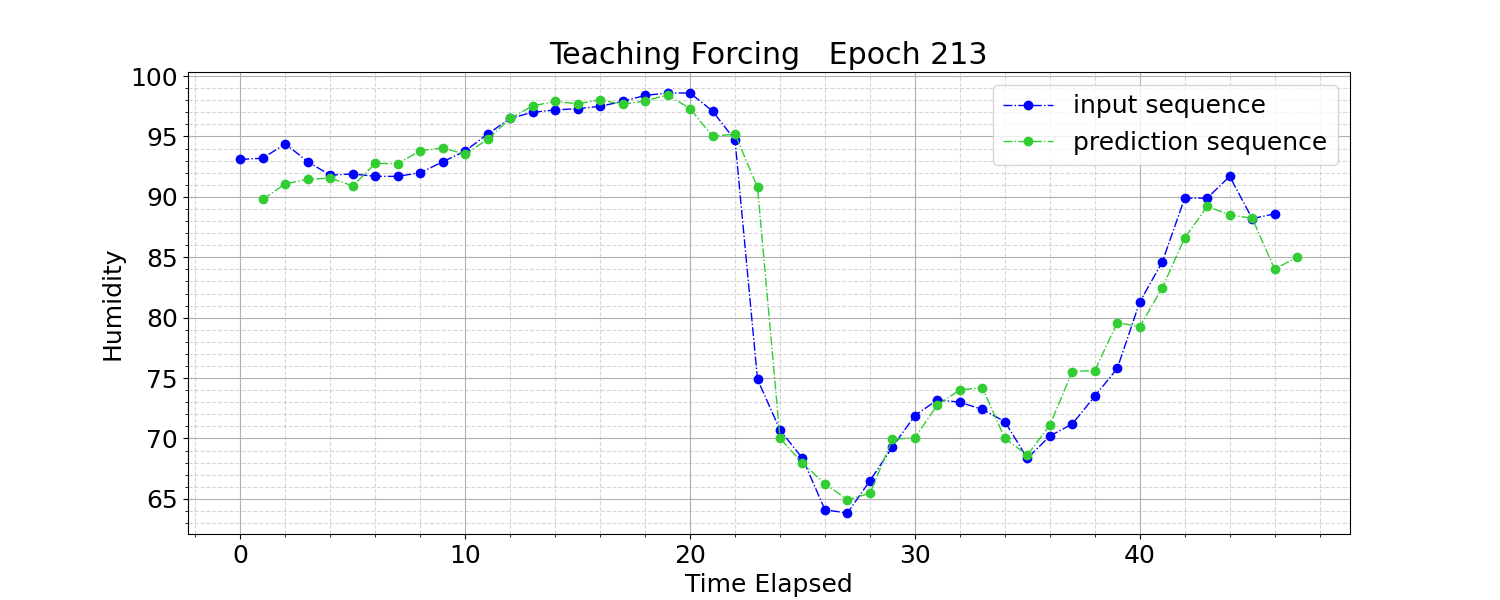 Teaching Forcing   Epoch 213
100
95
90
85
80
75
70
65
Humidity
input sequence
prediction sequence
0 10 20 30 40
Time Elapsed